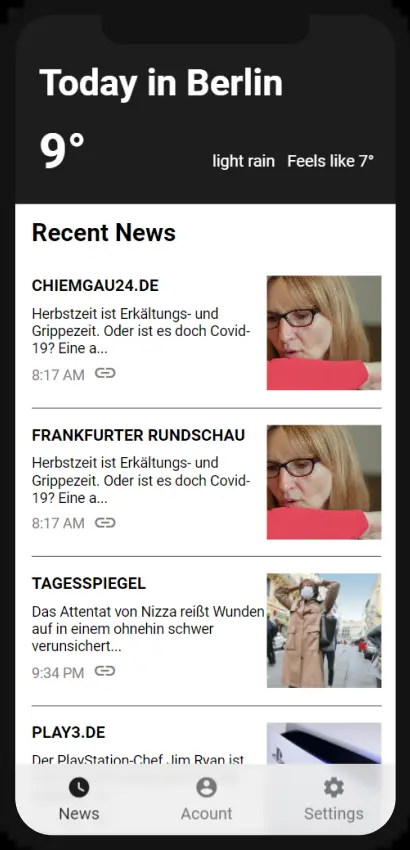 Today in Berlin
9°
light rain Feels like 7°
Recent News
CHIEMGAU24.DE
Herbstzeit ist Erkältungs- und
Grippezeit. Oder ist es doch Covid-
19? Eine a...
8:17 AM
FRANKFURTER RUNDSCHAU
Herbstzeit ist Erkältungs- und
Grippezeit. Oder ist es doch Covid-
19? Eine a...
8:17 AM
TAGESSPIEGEL
Das Attentat von Nizza reißt Wunden
auf in einem ohnehin schwer
verunsichert...
9:34 PM
PLAY3.DE
Der PlayStation-Chef Jim Ryan ist
News Acount Settings